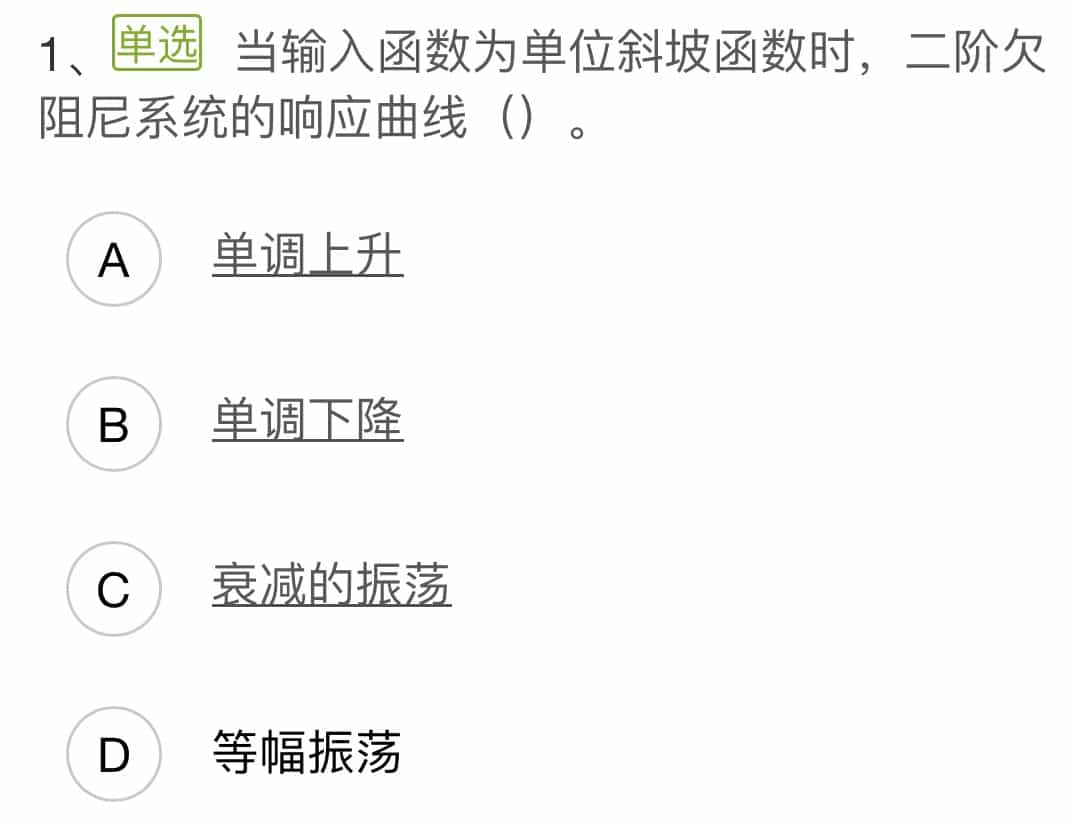 1、单选 当输入函数为单位斜坡函数时，二阶欠
阻尼系统的响应曲线（）。
A 单调上升
B 单调下降
C 衰减的振荡
D 等幅振荡